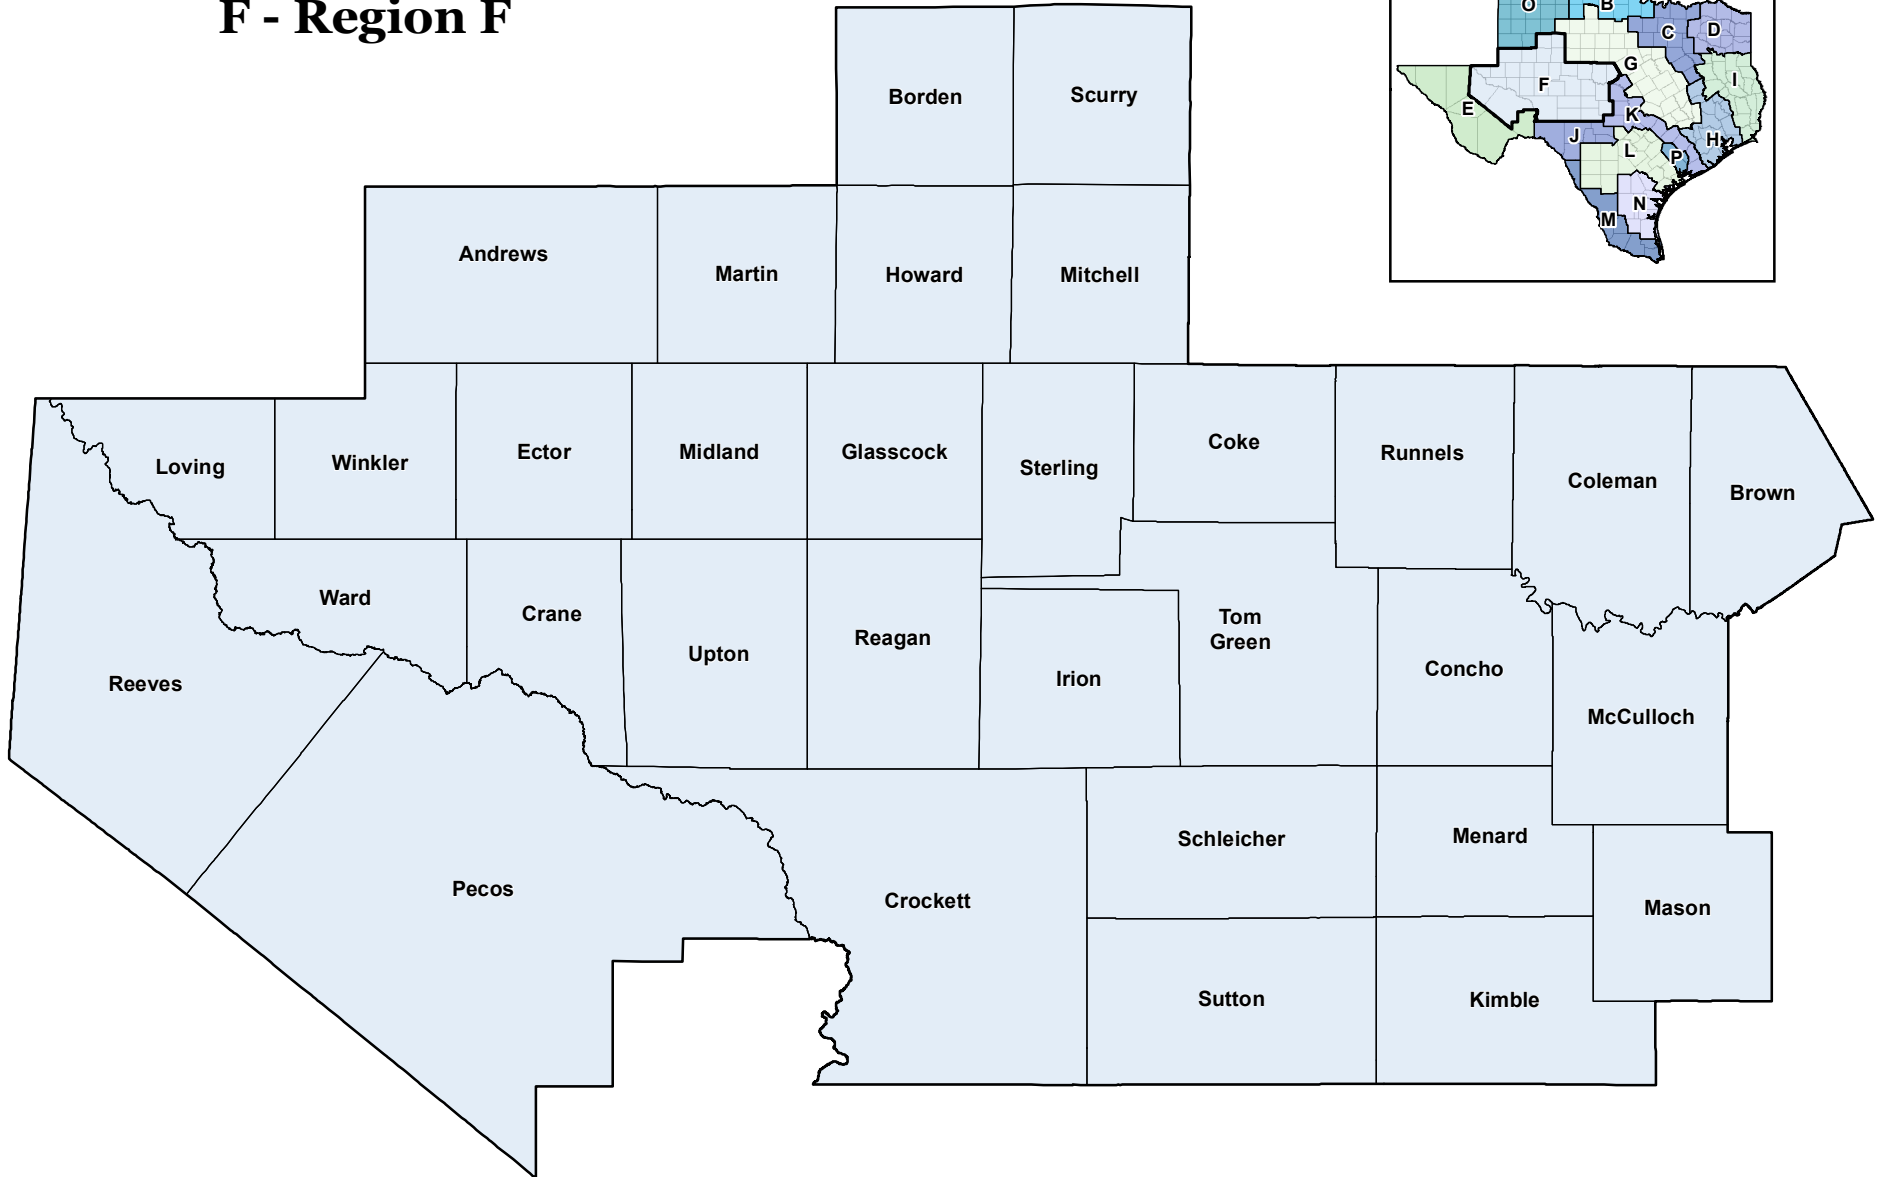 F - Region F
O
B
C
D
G
F
I
E
K
J
H
L
P
N
M
Borden
Scurry
Andrews
Martin
Howard
Mitchell
Loving
Winkler
Ector
Midland
Glasscock
Sterling
Coke
Runnels
Coleman
Brown
Ward
Crane
Upton
Reagan
Irion
Tom
Green
Concho
McCulloch
Reeves
Pecos
Crockett
Schleicher
Menard
Mason
Sutton
Kimble